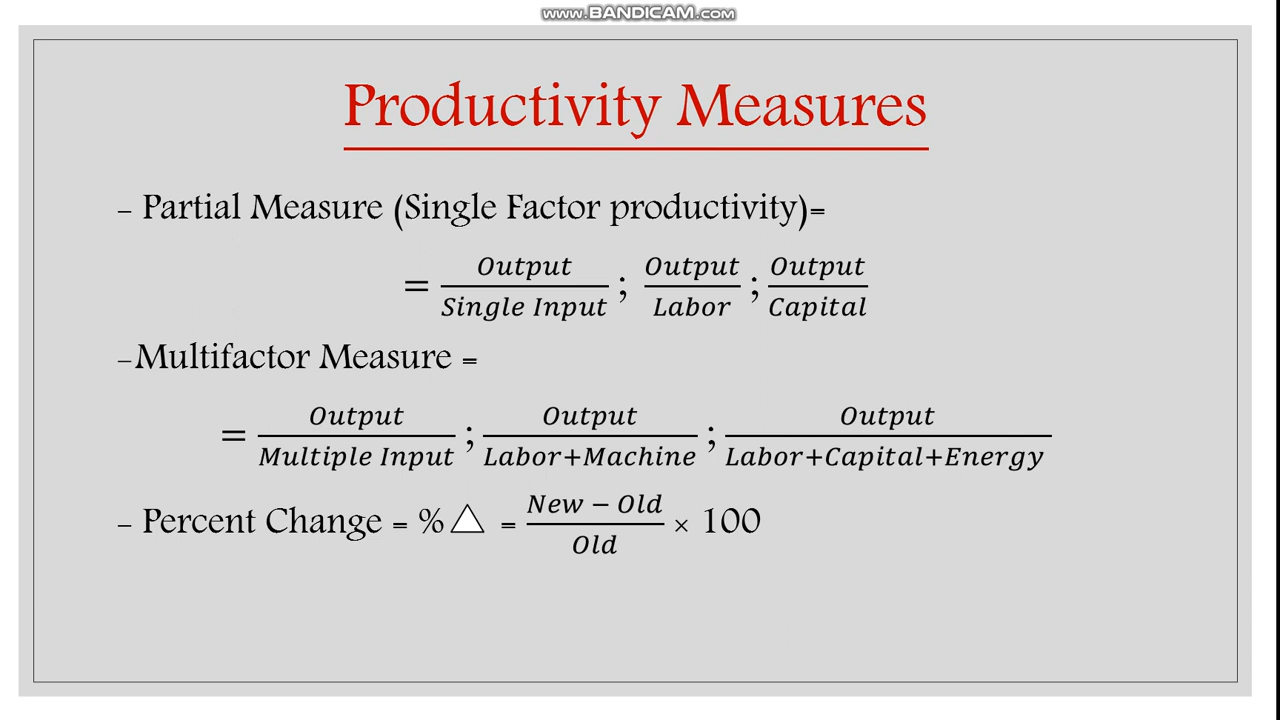 www.BANDICAM.com
Productivity Measures
– Partial Measure (Single Factor productivity)=
= Output / Single Input ; Output / Labor ; Output / Capital
–Multifactor Measure =
= Output / Multiple Input ; Output / Labor+Machine ; Output / Labor+Capital+Energy
– Percent Change = %△ = New − Old / Old × 100